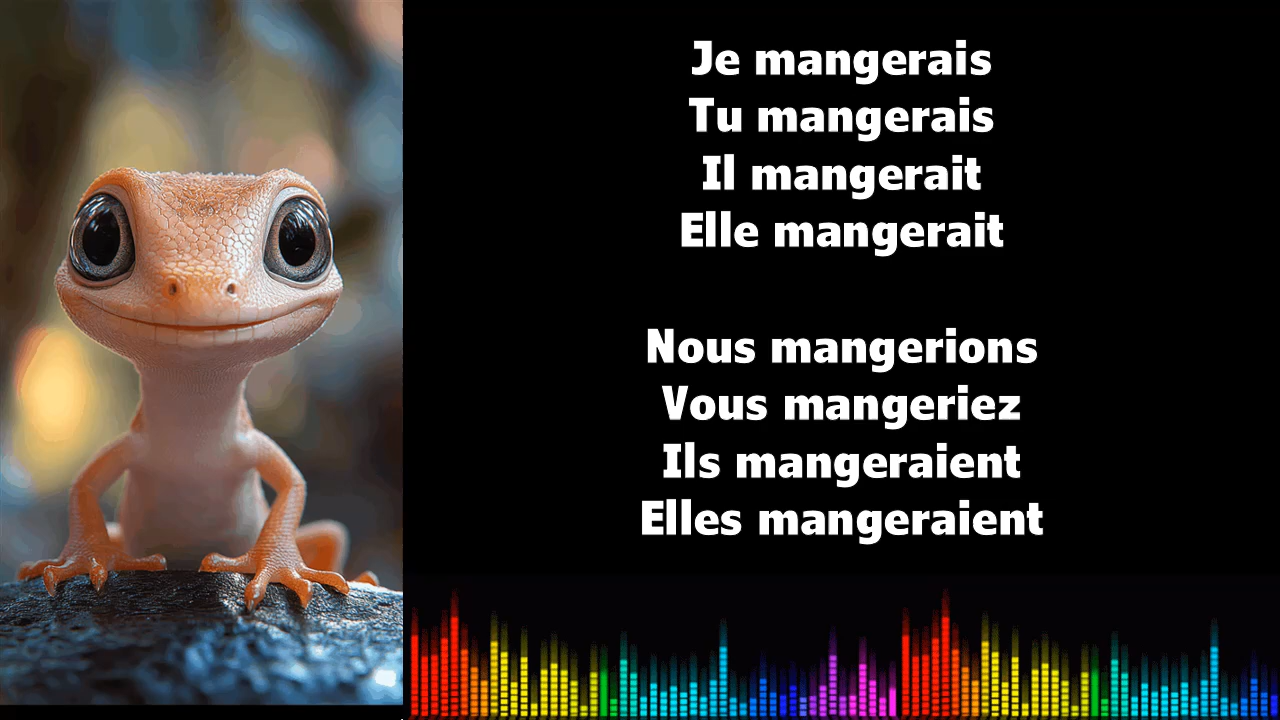 Je mangerais
Tu mangerais
Il mangerait
Elle mangerait
Nous mangerions
Vous mangeriez
Ils mangeraient
Elles mangeraient